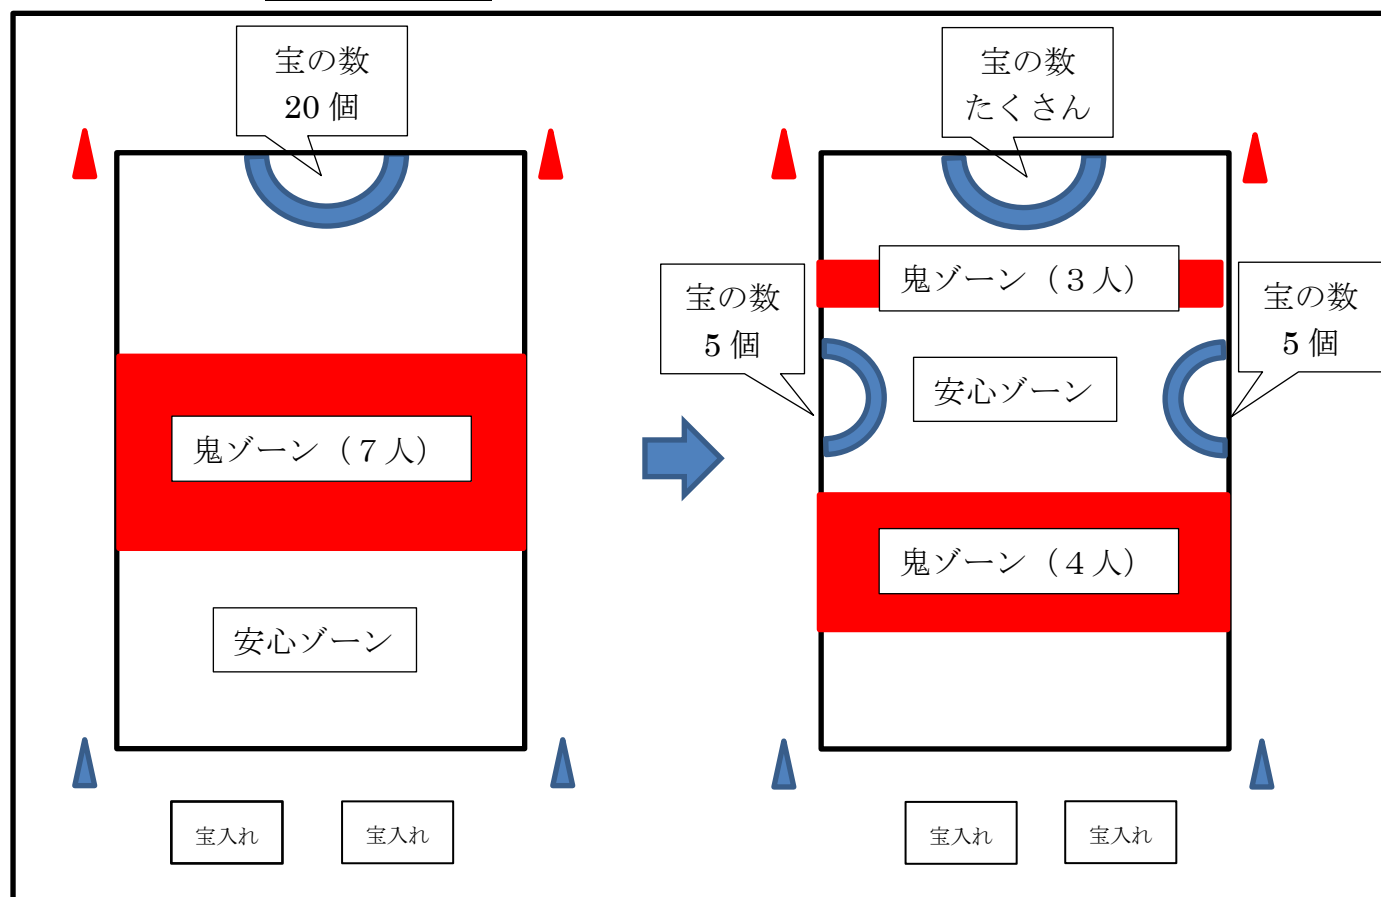 宝の数
20 個
鬼ゾーン（７人）
安心ゾーン
宝入れ
宝入れ
宝の数
たくさん
鬼ゾーン（３人）
宝の数
5 個
宝の数
5 個
安心ゾーン
鬼ゾーン（４人）
宝入れ
宝入れ